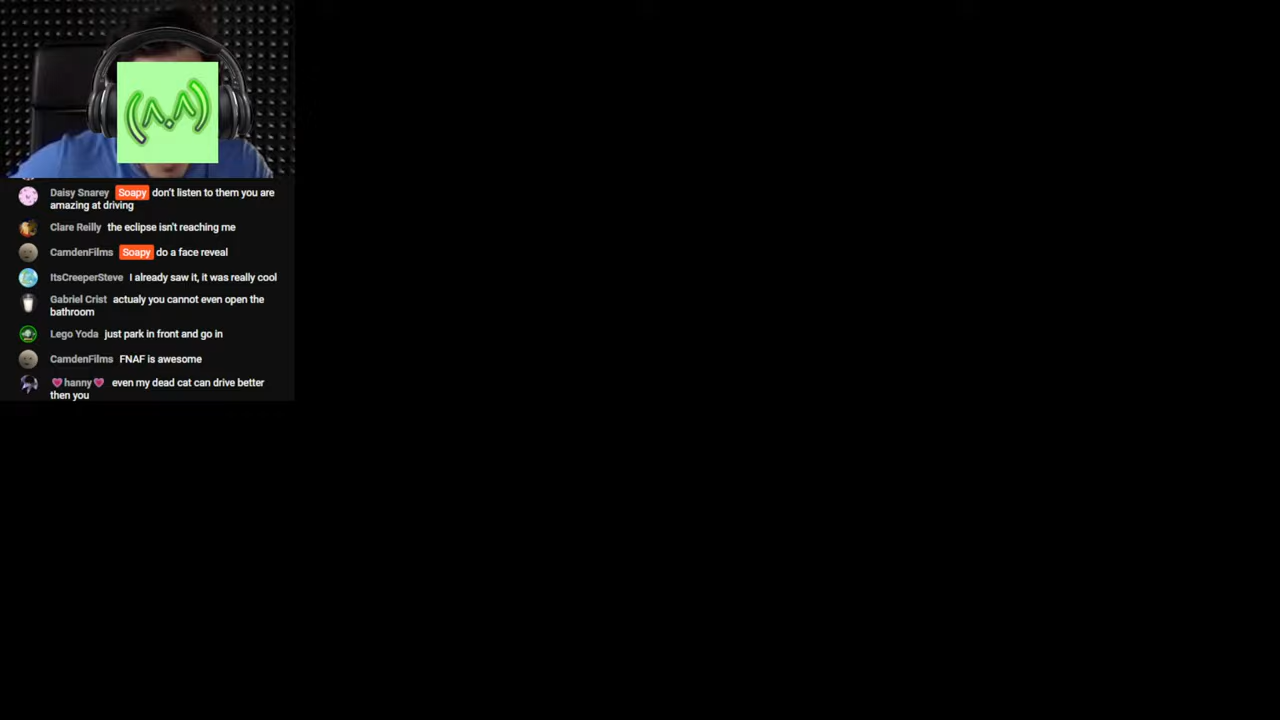 (^.^)
Daisy Snarey Soapy don't listen to them you are
amazing at driving
Clare Reilly the eclipse isn't reaching me
CamdenFilms Soapy do a face reveal
ItsCreeperSteve I already saw it, it was really cool
Gabriel Crist actualy you cannot even open the
bathroom
Lego Yoda just park in front and go in
CamdenFilms FNAF is awesome
💗hanny💗 even my dead cat can drive better
then you